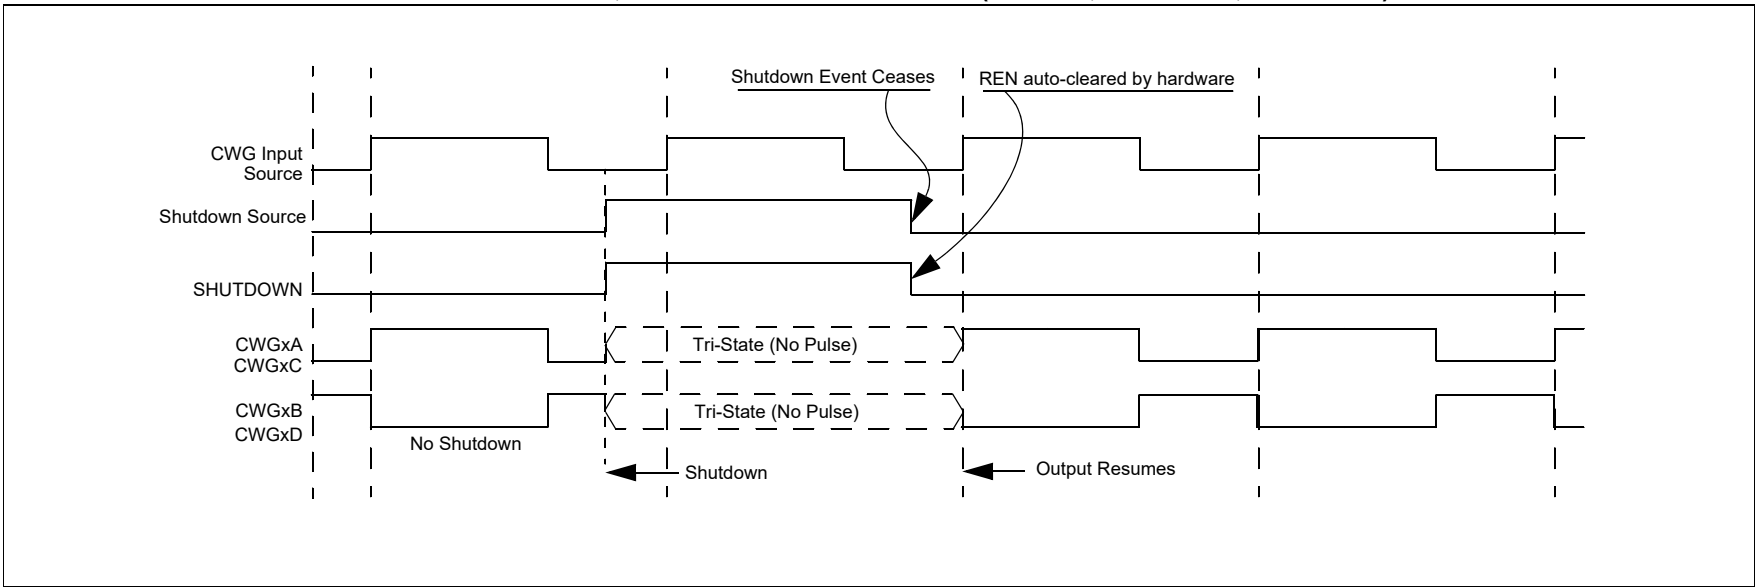 Shutdown Event Ceases
REN auto-cleared by hardware
CWG Input
Source
Shutdown Source
SHUTDOWN
CWGxA
CWGxC
Tri-State (No Pulse)
CWGxB
CWGxD
Tri-State (No Pulse)
No Shutdown
Shutdown
Output Resumes